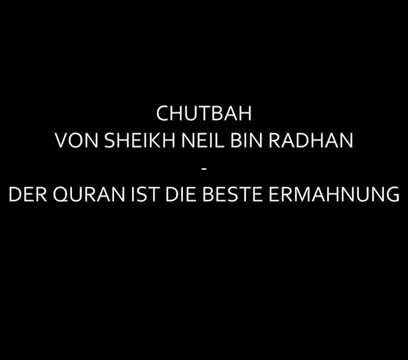 CHUTBAH
VON SHEIKH NEIL BIN RADHAN
-
DER QURAN IST DIE BESTE ERMAHNUNG